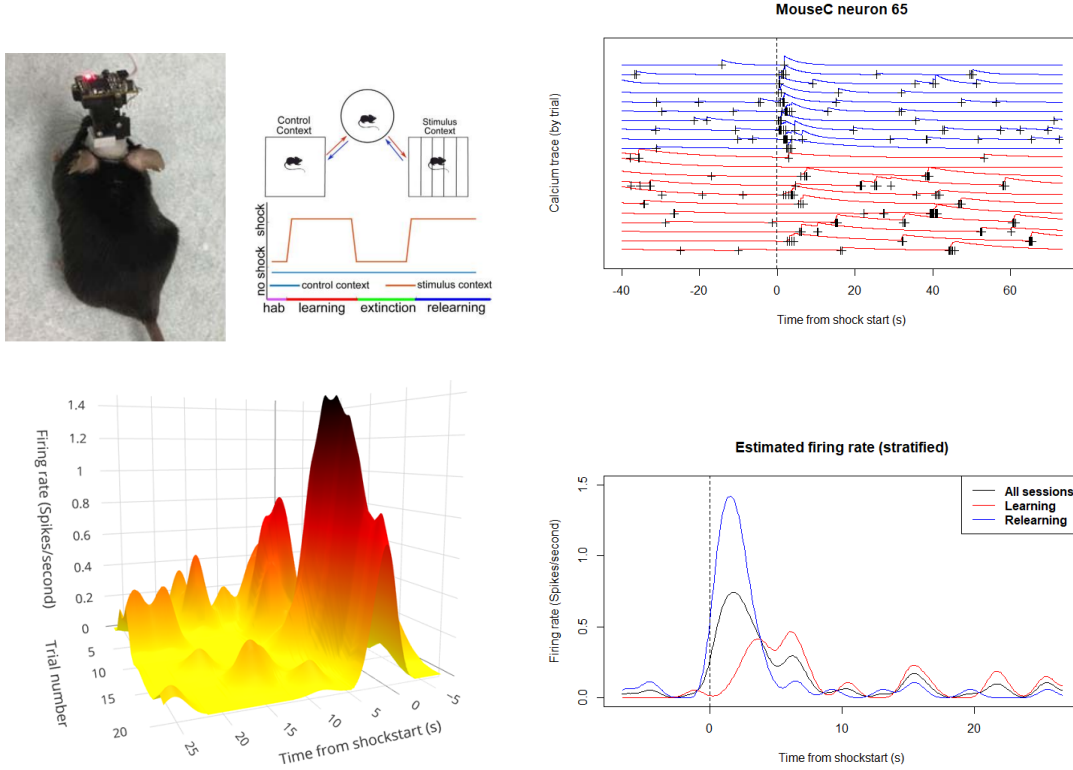 Control
Context
Stimulus
Context
shock
no shock
control context
stimulus context
hab
learning
extinction
relearning
MouseC neuron 65
Calcium trace (by trial)
-40
-20
0
20
40
60
Time from shock start (s)
1.4
1.2
1
0.8
0.6
0.4
0.2
0
Firing rate (Spikes/second)
5
10
15
20
Trial number
25
20
15
10
5
0
-5
Time from shockstart (s)
Estimated firing rate (stratified)
All sessions
Learning
Relearning
Firing rate (Spikes/second)
1.5
1.0
0.5
0.0
0
10
20
Time from shockstart (s)